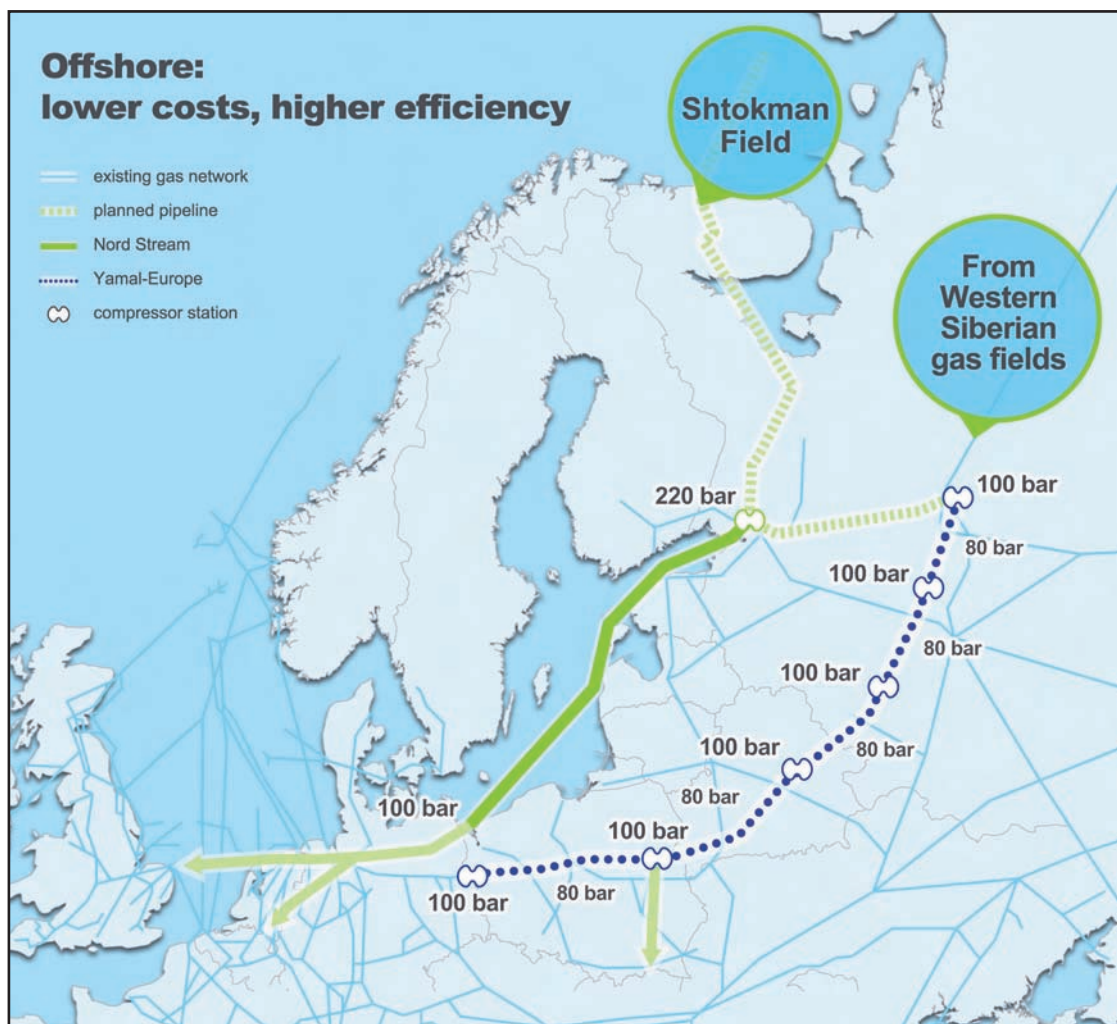 Offshore:
lower costs, higher efficiency
existing gas network
planned pipeline
Nord Stream
Yamal-Europe
compressor station
Shtokman
Field
From
Western
Siberian
gas fields
220 bar
100 bar
80 bar
100 bar
80 bar
100 bar
80 bar
100 bar
80 bar
100 bar
100 bar
80 bar
100 bar